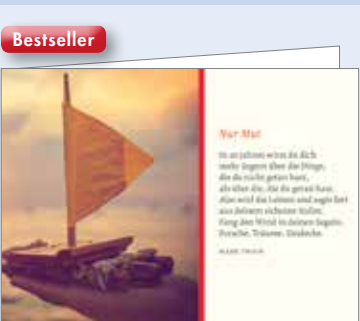 Bestseller
Nur Mut
In 20 Jahren wirst du dich
mehr ärgern über die Dinge,
die du nicht getan hast,
als über die, die du getan hast.
Also wirf die Leinen und segle fort
aus deinem sicheren Hafen.
Fang den Wind in deinen Segeln.
Forsche. Träume. Entdecke.
MARK TWAIN